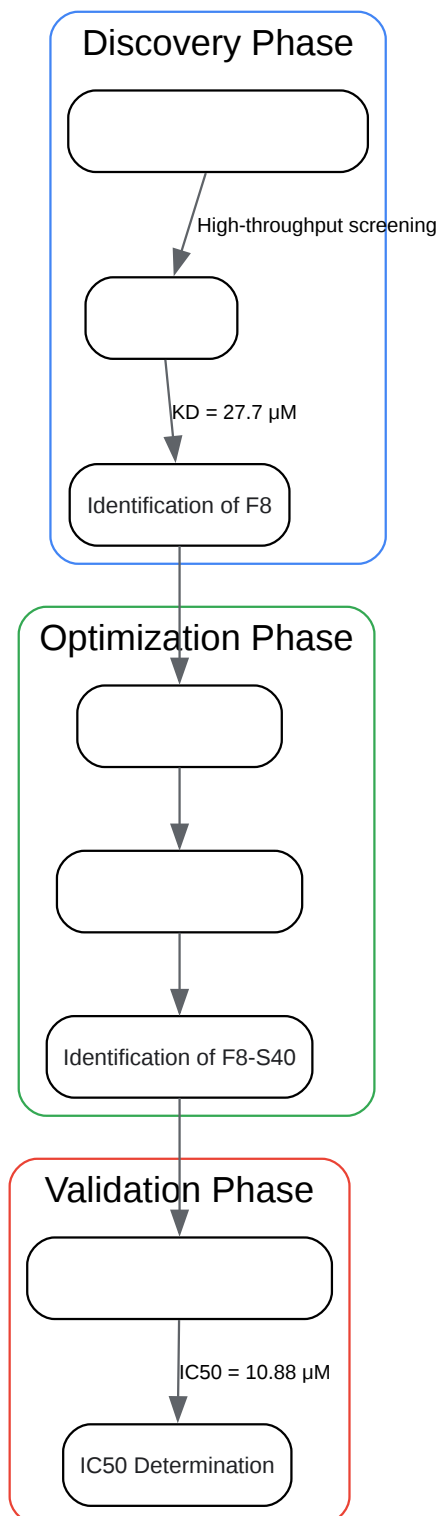 Discovery Phase
High-throughput screening
KD = 27.7 μM
Identification of F8
Optimization Phase
Identification of F8-S40
Validation Phase
IC50 = 10.88 μM
IC50 Determination